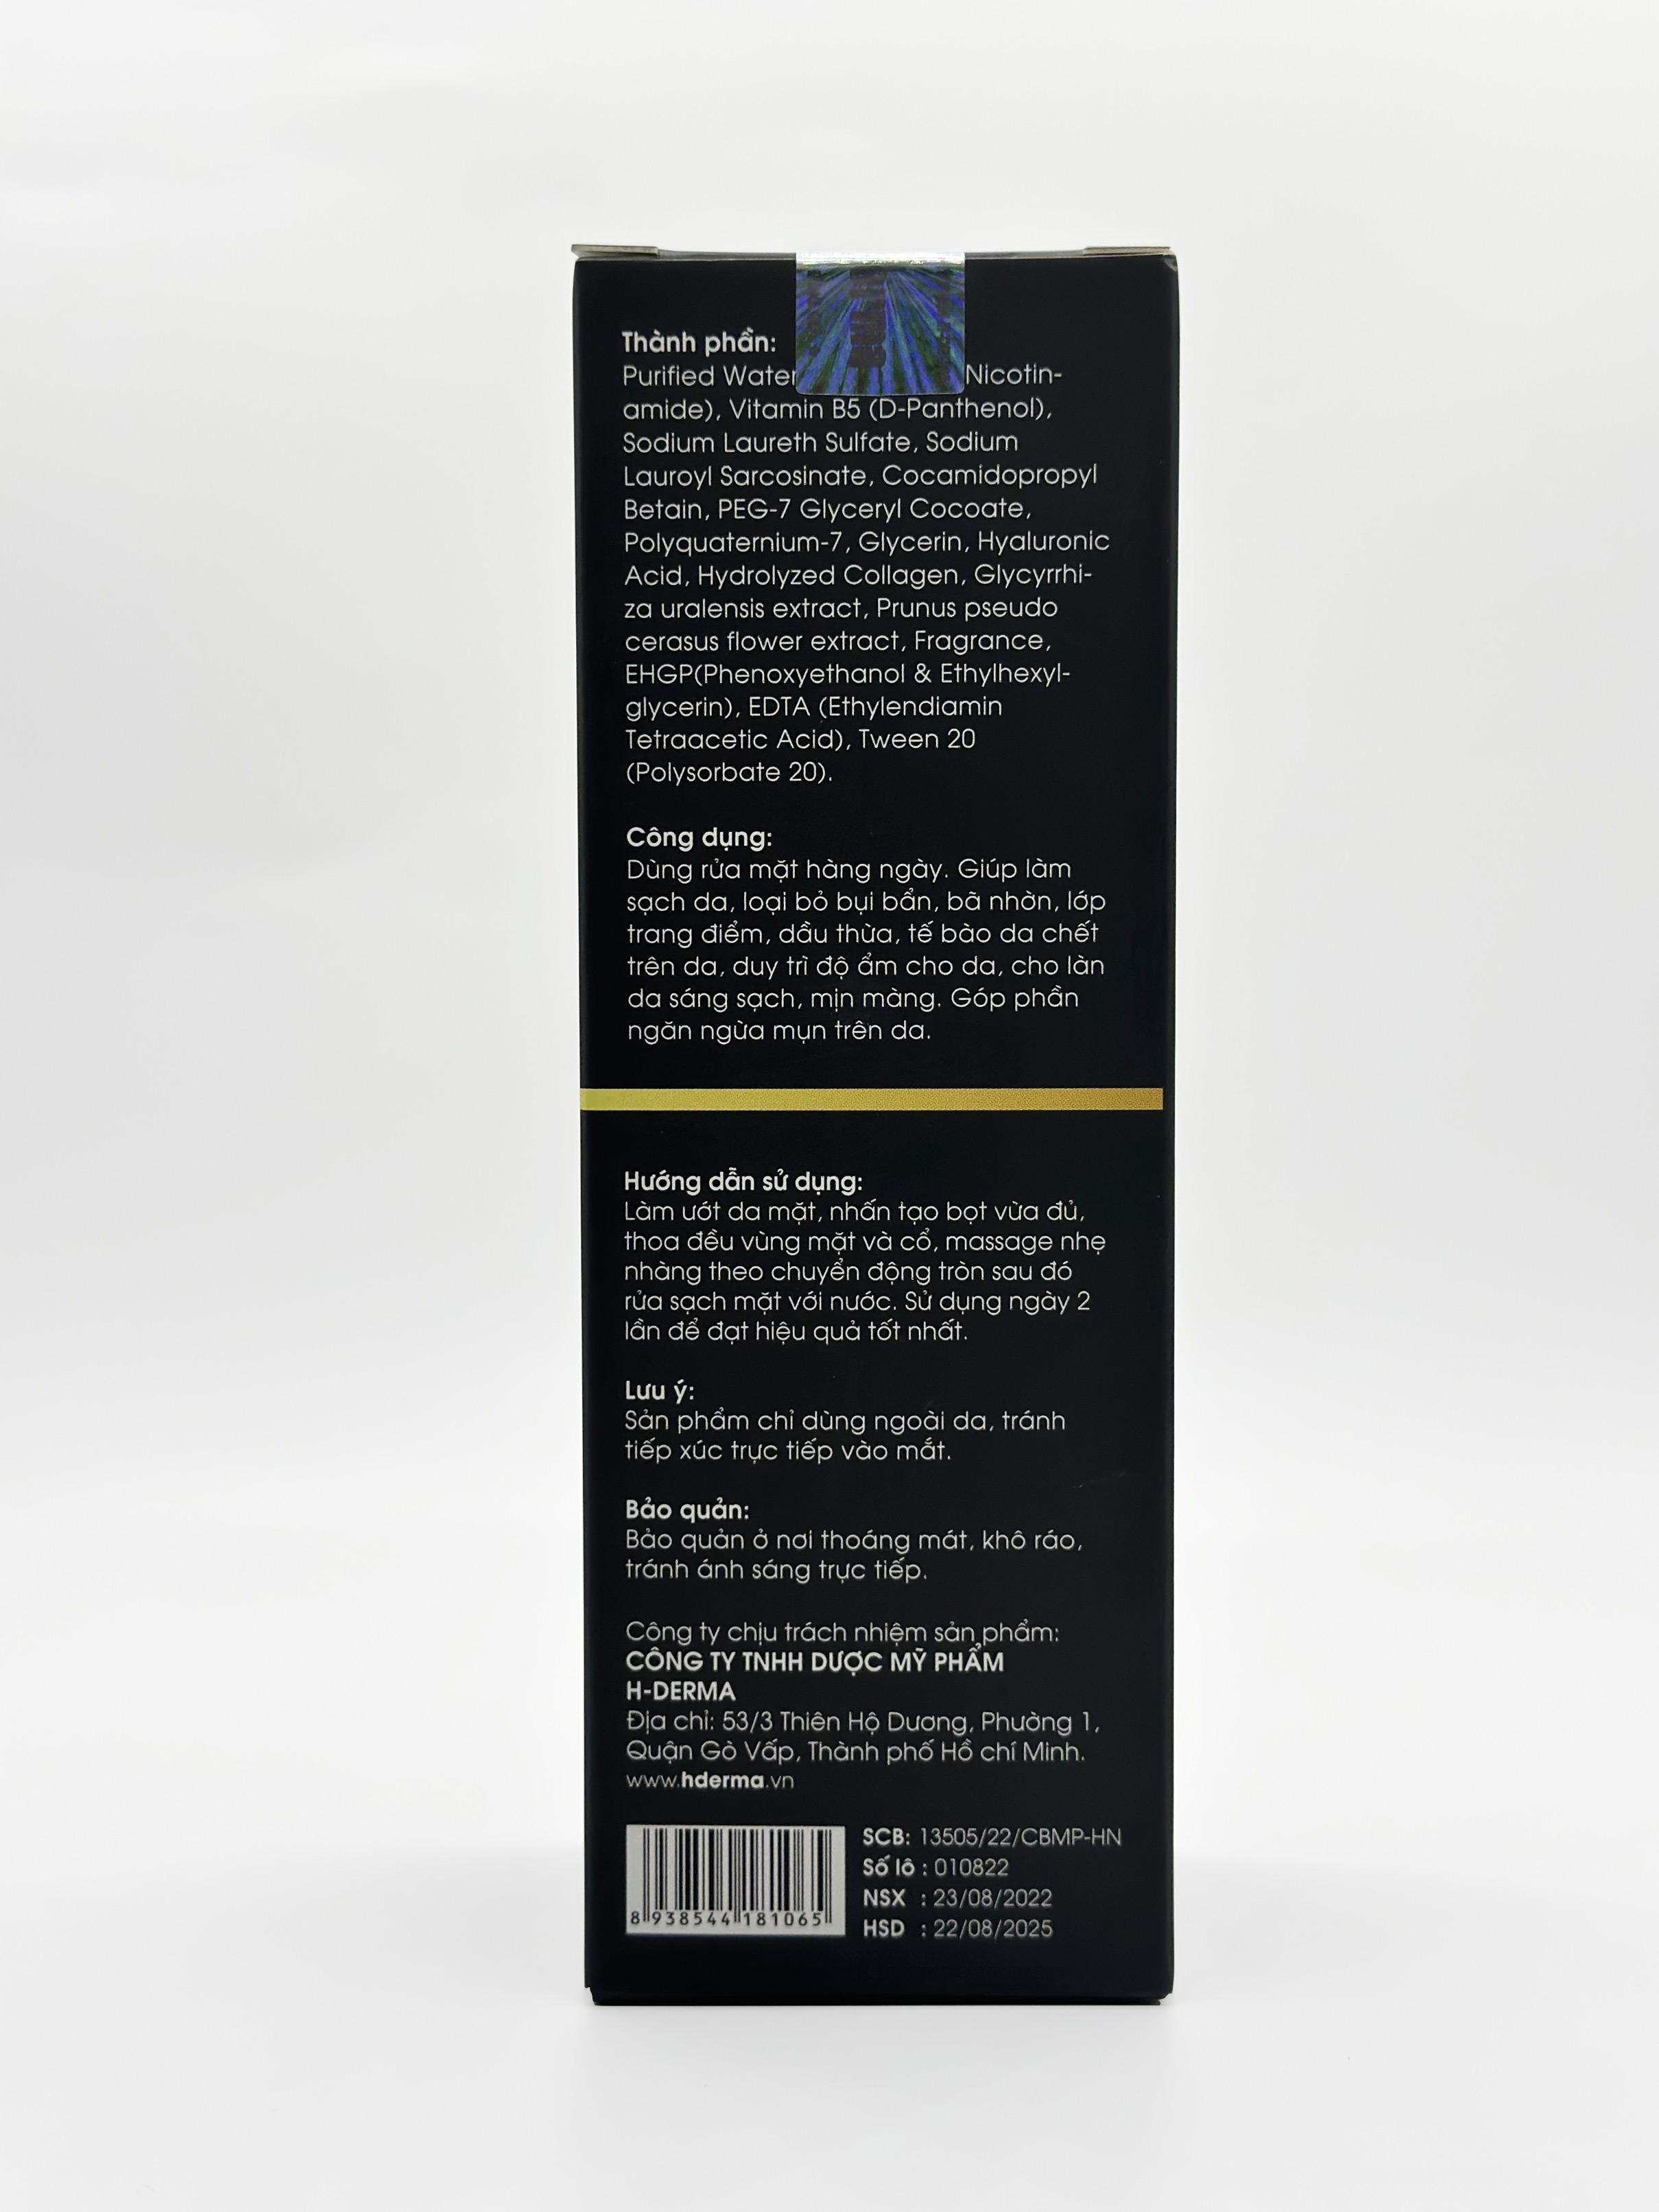 Thành phần:
Purified Water Nicotin-
amide), Vitamin B5 (D-Panthenol),
Sodium Laureth Sulfate, Sodium
Lauroyl Sarcosinate, Cocamidopropyl
Betain, PEG-7 Glyceryl Cocoate,
Polyquaternium-7, Glycerin, Hyaluronic
Acid, Hydrolyzed Collagen, Glycyrrhi-
za uralensis extract, Prunus pseudo
cerasus flower extract, Fragrance,
EHGP(Phenoxyethanol & Ethylhexyl-
glycerin), EDTA (Ethylendiamin
Tetraacetic Acid), Tween 20
(Polysorbate 20).
Công dụng:
Dùng rửa mặt hàng ngày. Giúp làm
sạch da, loại bỏ bụi bẩn, bã nhờn, lớp
trang điểm, dầu thừa, tế bào da chết
trên da, duy trì độ ẩm cho da, cho làn
da sáng sạch, mịn màng. Góp phần
ngăn ngừa mụn trên da.
Hướng dẫn sử dụng:
Làm ướt da mặt, nhấn tạo bọt vừa đủ,
thoa đều vùng mặt và cổ, massage nhẹ
nhàng theo chuyển động tròn sau đó
rửa sạch mặt với nước. Sử dụng ngày 2
lần để đạt hiệu quả tốt nhất.
Lưu ý:
Sản phẩm chỉ dùng ngoài da, tránh
tiếp xúc trực tiếp vào mắt.
Bảo quản:
Bảo quản ở nơi thoáng mát, khô ráo,
tránh ánh sáng trực tiếp.
Công ty chịu trách nhiệm sản phẩm:
CÔNG TY TNHH DƯỢC MỸ PHẨM
H-DERMA
Địa chỉ: 53/3 Thiên Hộ Dương, Phường 1,
Quận Gò Vấp, Thành phố Hồ chí Minh.
www.hderma.vn
SCB: 13505/22/CBMP-HN
Số lô : 010822
NSX : 23/08/2022
HSD : 22/08/2025
8 938544 181065